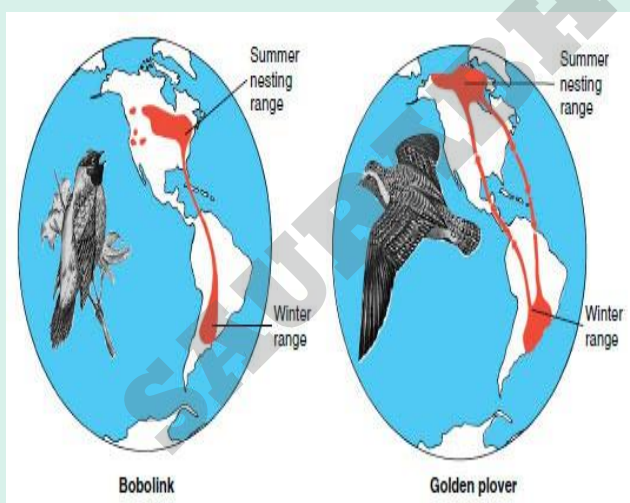 Summer
nesting
range
Winter
range
Bobolink
Summer
nesting
range
Winter
range
Golden plover